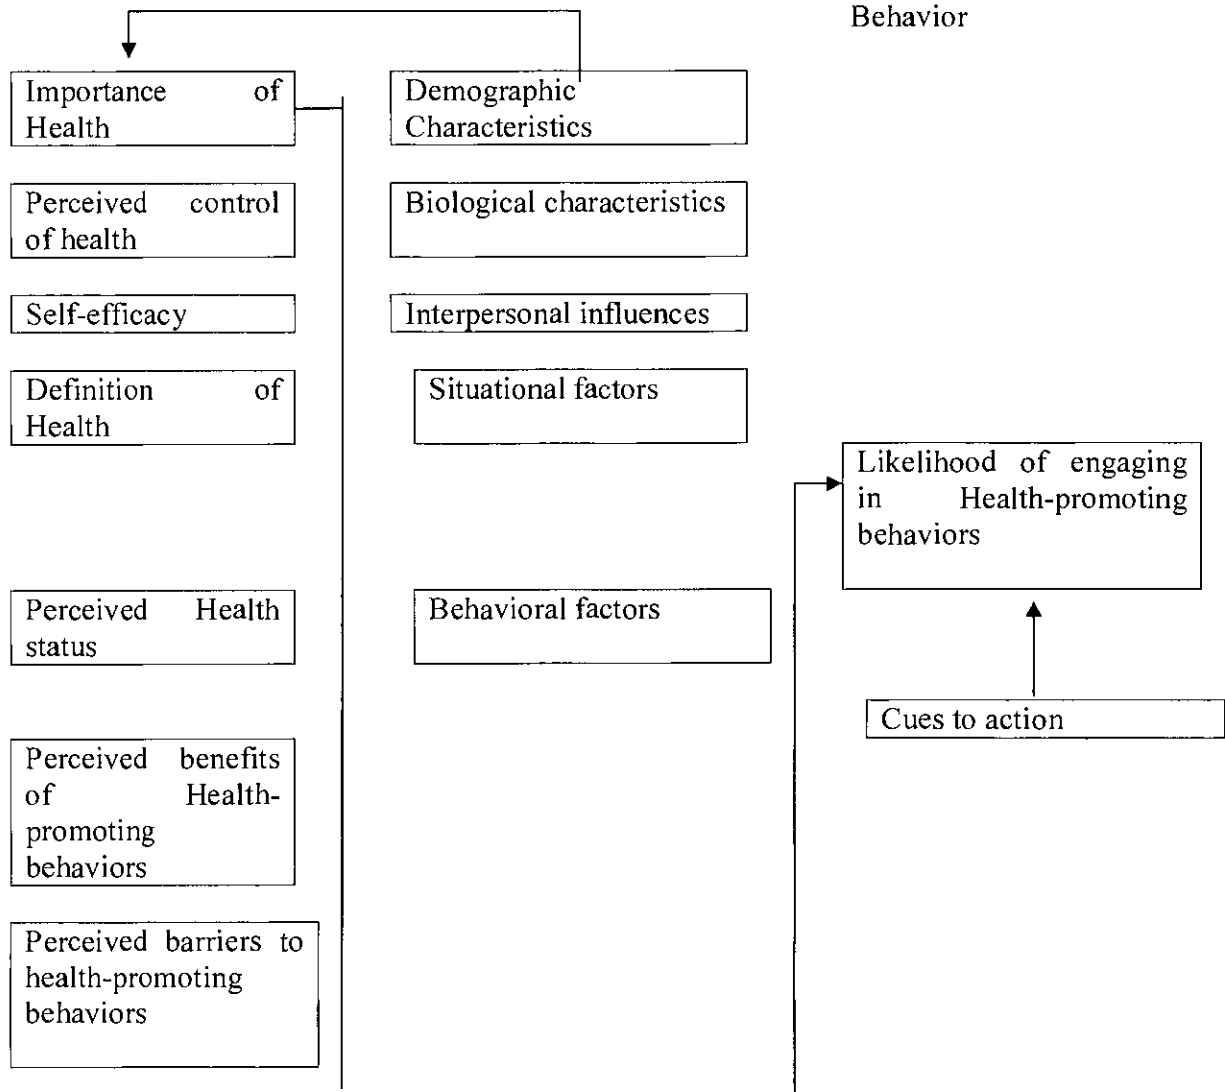 Behavior
Importance of
Health
Demographic
Characteristics
Perceived control
of health
Biological characteristics
Self-efficacy
Interpersonal influences
Definition of
Health
Situational factors
Likelihood of engaging
in Health-promoting
behaviors
Perceived Health
status
Behavioral factors
Cues to action
Perceived benefits
of Health-
promoting
behaviors
Perceived barriers to
health-promoting
behaviors